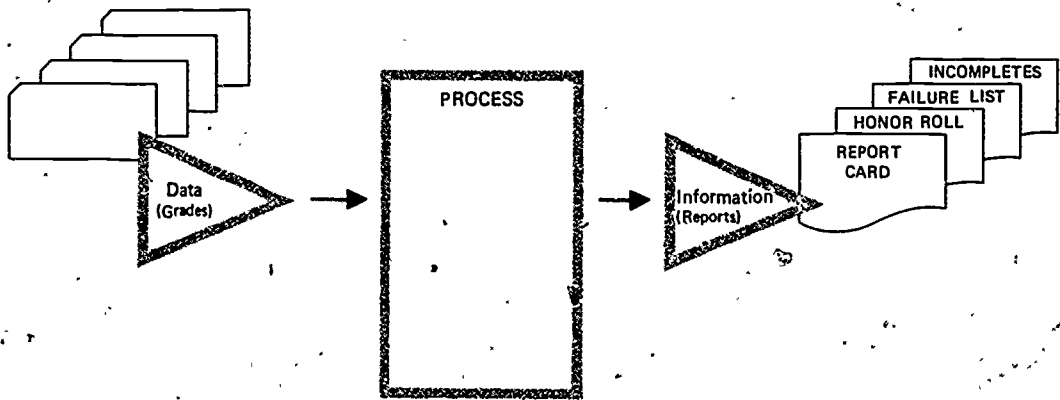 Data
(Grades)
PROCESS
Information
(Reports)
INCOMPLETES
FAILURE LIST
HONOR ROLL
REPORT
CARD